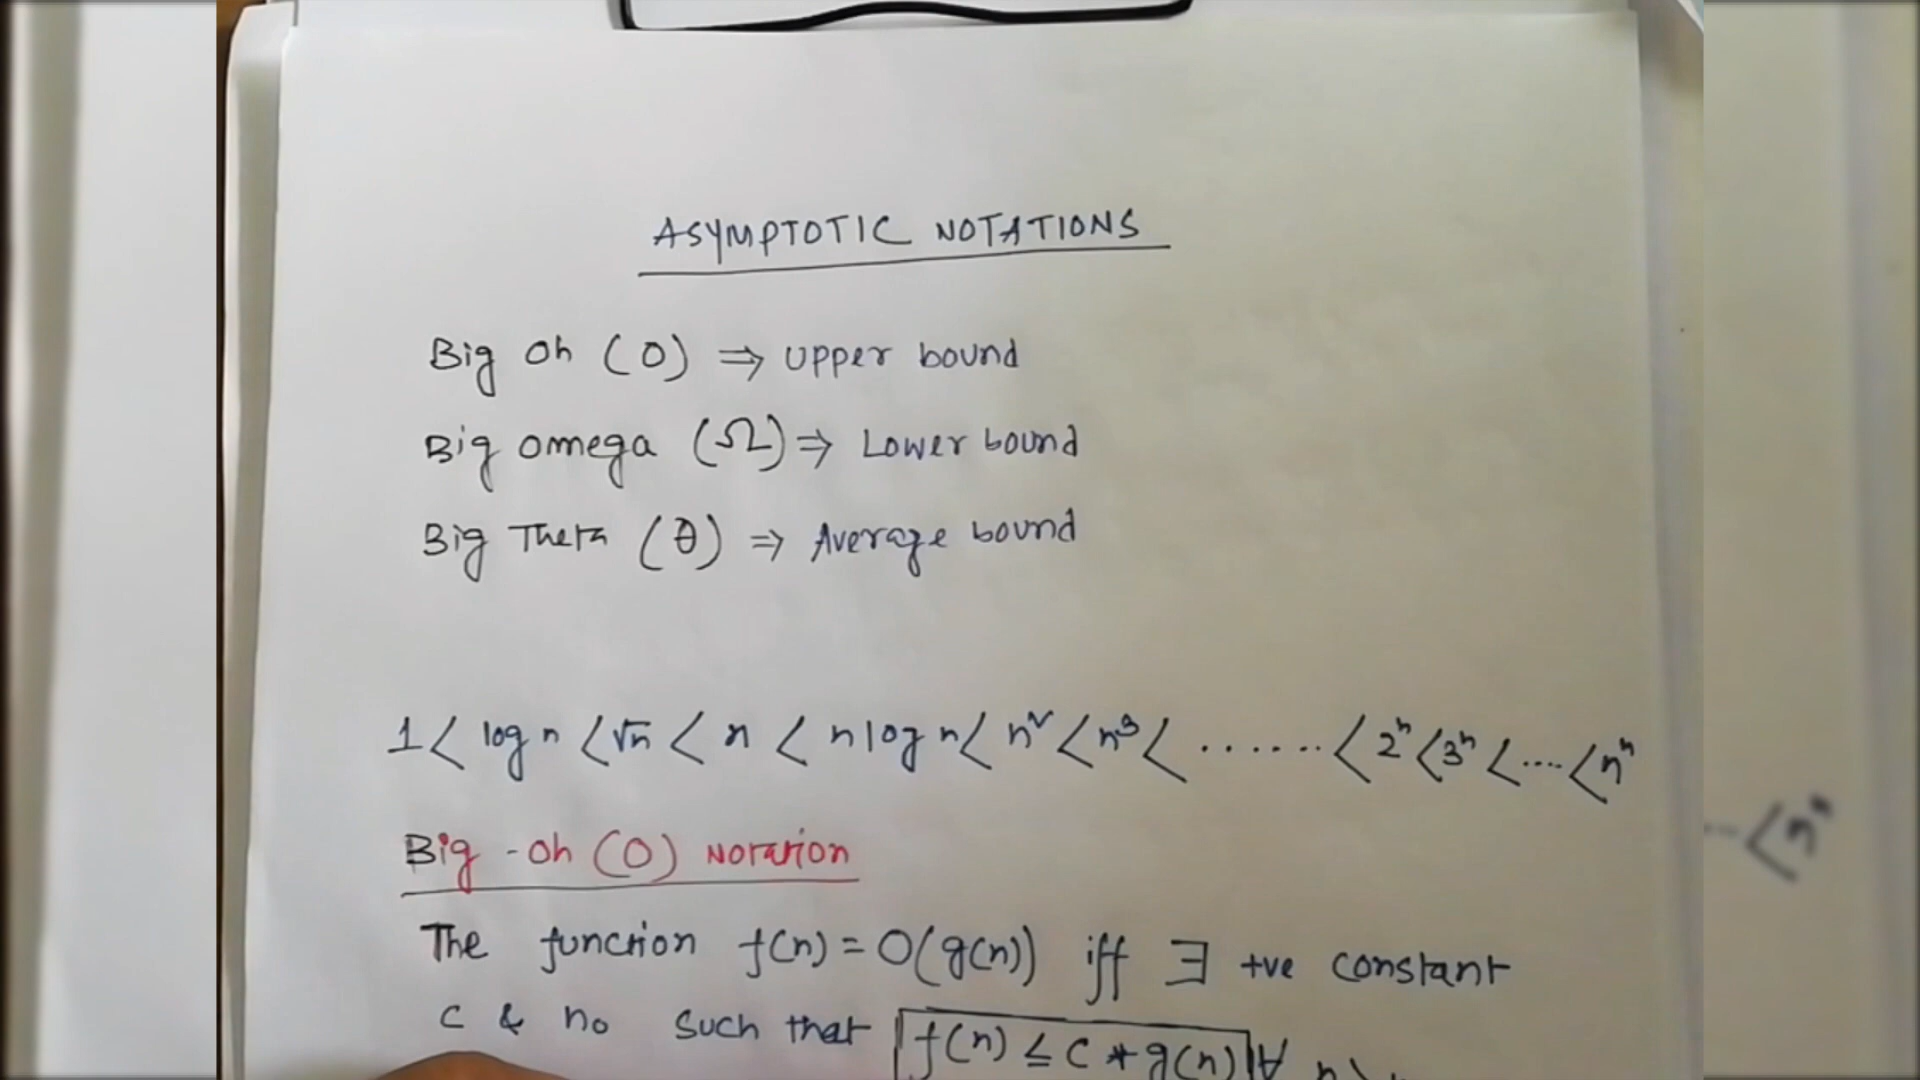 ASYMPTOTIC NOTATIONS
Big Oh (O) ⇒ Upper bound
Big omega (Ω) ⇒ Lower bound
Big Theta (θ) ⇒ Average bound
1 < log n < √n < n < n log n < n² < n³ < ....... < 2ⁿ < 3ⁿ < .... < nⁿ
Big -Oh (O) Notation
The function f(n) = O(g(n)) iff ∃ +ve constant
C & n₀ such that f(n) ≤ C * g(n) ∀ n